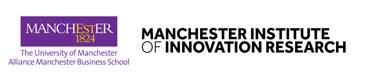 MANCHESTER
1824
The University of Manchester
Alliance Manchester Business School
MANCHESTER INSTITUTE
OF INNOVATION RESEARCH